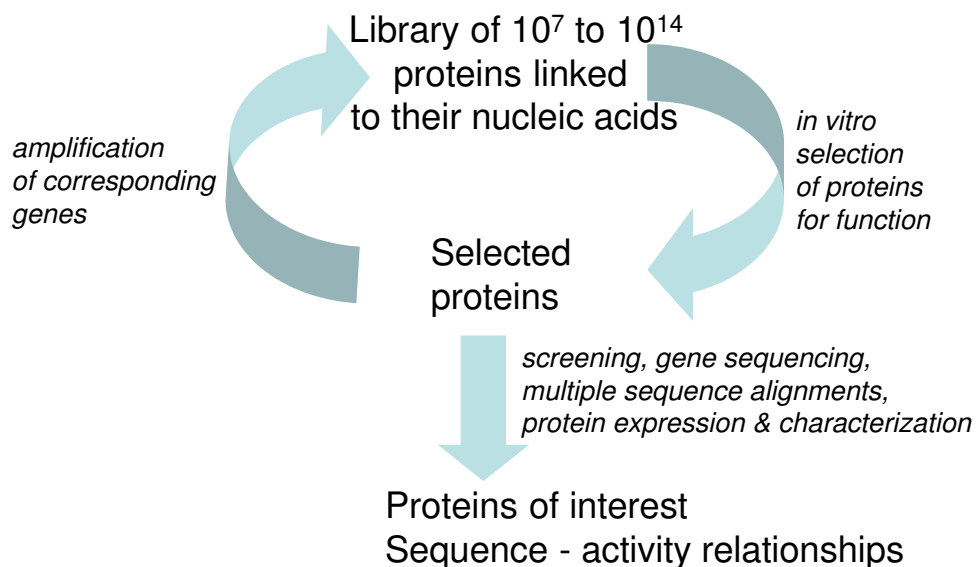 Library of 10⁷ to 10¹⁴
proteins linked
to their nucleic acids
amplification
of corresponding
genes
in vitro
selection
of proteins
for function
Selected
proteins
screening, gene sequencing,
multiple sequence alignments,
protein expression & characterization
Proteins of interest
Sequence - activity relationships